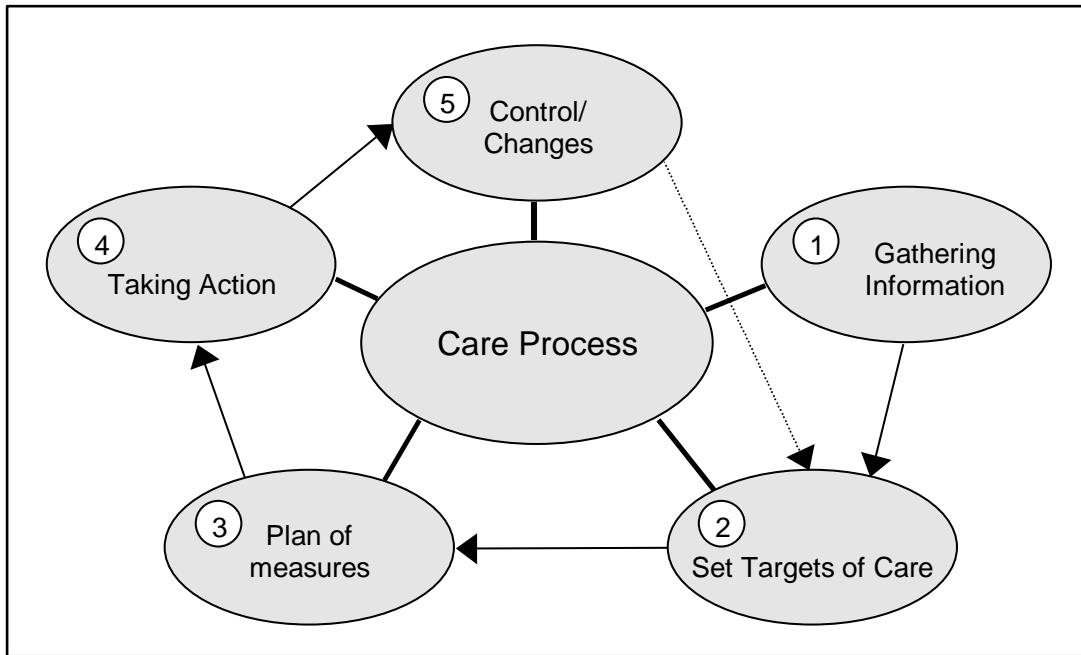 5
Control/
Changes
4
Taking Action
1
Gathering
Information
Care Process
3
Plan of
measures
2
Set Targets of Care